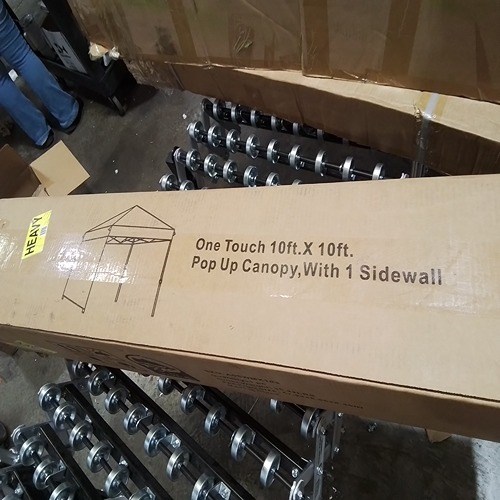 HEAVY
One Touch 10ft.X 10ft.
Pop Up Canopy,With 1 Sidewall